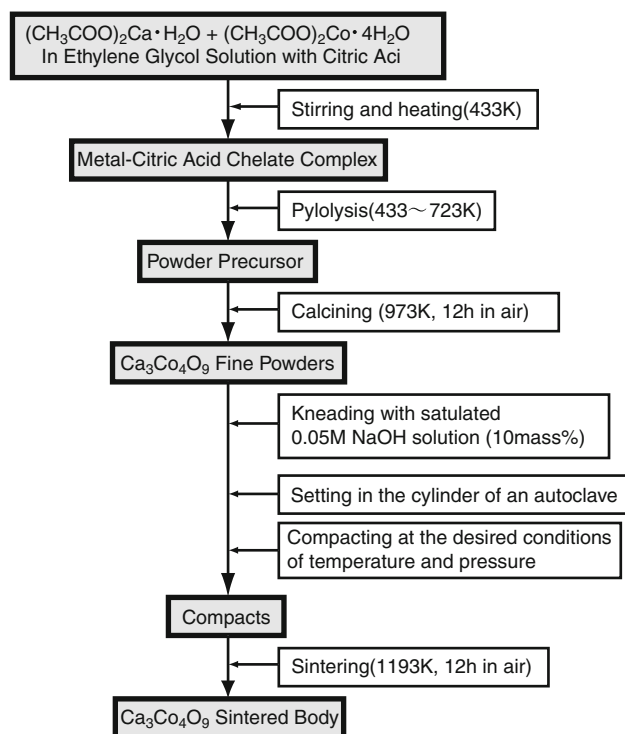 (CH3COO)2Ca・H2O + (CH3COO)2Co・4H2O
In Ethylene Glycol Solution with Citric Aci
Stirring and heating(433K)
Metal-Citric Acid Chelate Complex
Pylolysis(433～723K)
Powder Precursor
Calcining (973K, 12h in air)
Ca3Co4O9 Fine Powders
Kneading with satulated
0.05M NaOH solution (10mass%)
Setting in the cylinder of an autoclave
Compacting at the desired conditions
of temperature and pressure
Compacts
Sintering(1193K, 12h in air)
Ca3Co4O9 Sintered Body